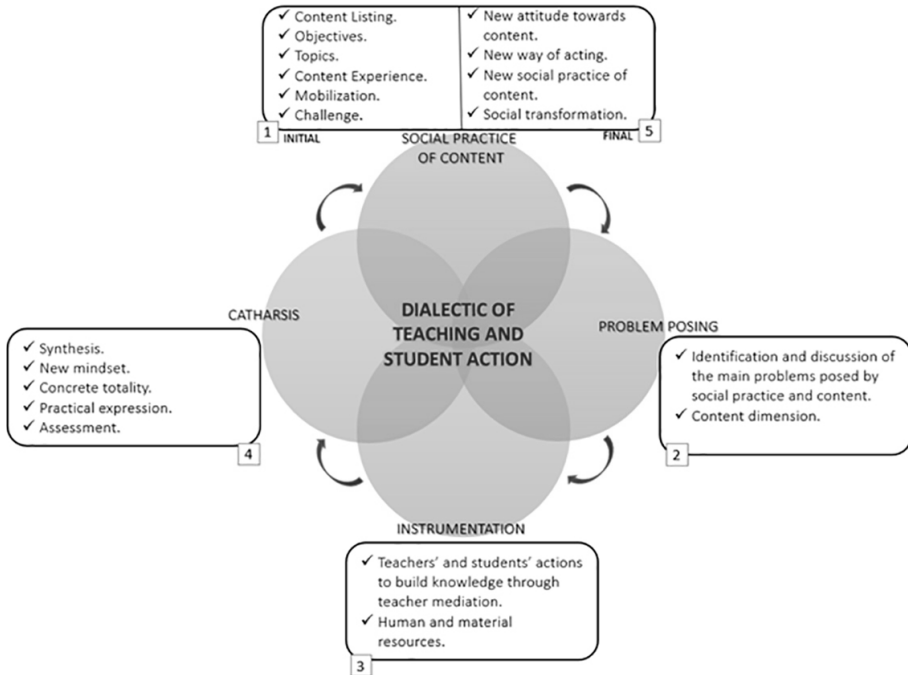 ✓ Content Listing.
✓ Objectives.
✓ Topics.
✓ Content Experience.
✓ Mobilization.
✓ Challenge.
1
INITIAL
✓ New attitude towards
content.
✓ New way of acting.
✓ New social practice of
content.
✓ Social transformation.
FINAL
5
SOCIAL PRACTICE
OF CONTENT
DIALECTIC OF
TEACHING AND
STUDENT ACTION
PROBLEM POSING
✓ Identification and discussion of
the main problems posed by
social practice and content.
✓ Content dimension.
2
INSTRUMENTATION
✓ Teachers’ and students’ actions
to build knowledge through
teacher mediation.
✓ Human and material
resources.
3
CATHARSIS
✓ Synthesis.
✓ New mindset.
✓ Concrete totality.
✓ Practical expression.
✓ Assessment.
4